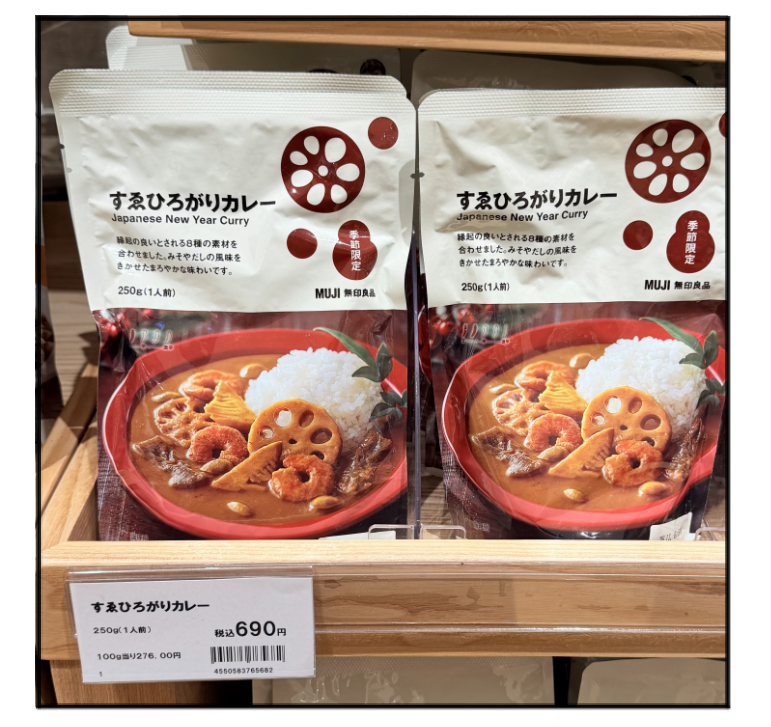 すゑひろがりカレー
Japanese New Year Curry
縁起の良いとされる8種の素材を
合わせました。みそやだしの風味を
きかせたまろやかな味わいです。
季節限定
250g(1人前)
MUJI 無印良品
すゑひろがりカレー
Japanese New Year Curry
縁起の良いとされる8種の素材を
合わせました。みそやだしの風味を
きかせたまろやかな味わいです。
季節限定
250g(1人前)
MUJI 無印良品
すゑひろがりカレー
250g(1人前)
税込690円
100g当り276.00円
1
4550583765682